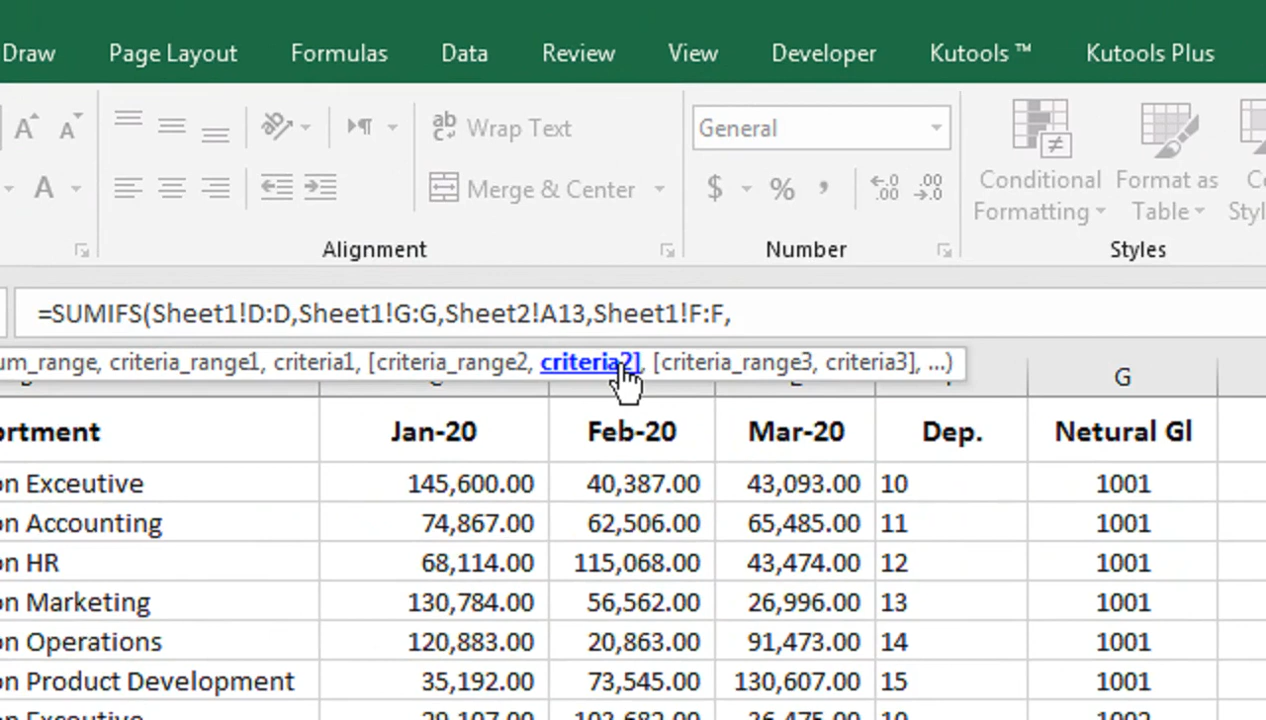 Draw Page Layout Formulas Data Review View Developer Kutools ™ Kutools Plus
A A ab c Wrap Text General
A Merge & Center $ % , .00 .00 .0 Conditional Formatting Format as Table
Alignment Number Styles
=SUMIFS(Sheet1!D:D,Sheet1!G:G,Sheet2!A13,Sheet1!F:F,
um_range, criteria_range1, criteria1, [criteria_range2, criteria2], [criteria_range3, criteria3], ...)
G
ortment Jan-20 Feb-20 Mar-20 Dep. Netural Gl
on Exceutive 145,600.00 40,387.00 43,093.00 10 1001
on Accounting 74,867.00 62,506.00 65,485.00 11 1001
on HR 68,114.00 115,068.00 43,474.00 12 1001
on Marketing 130,784.00 56,562.00 26,996.00 13 1001
on Operations 120,883.00 20,863.00 91,473.00 14 1001
on Product Development 35,192.00 73,545.00 130,607.00 15 1001